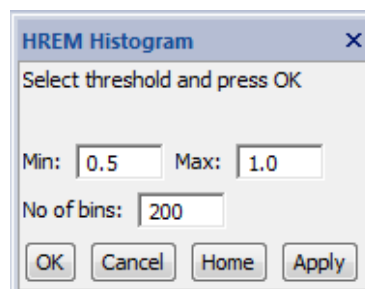 HREM Histogram
Select threshold and press OK
Min: 0.5 Max: 1.0
No of bins: 200
OK Cancel Home Apply